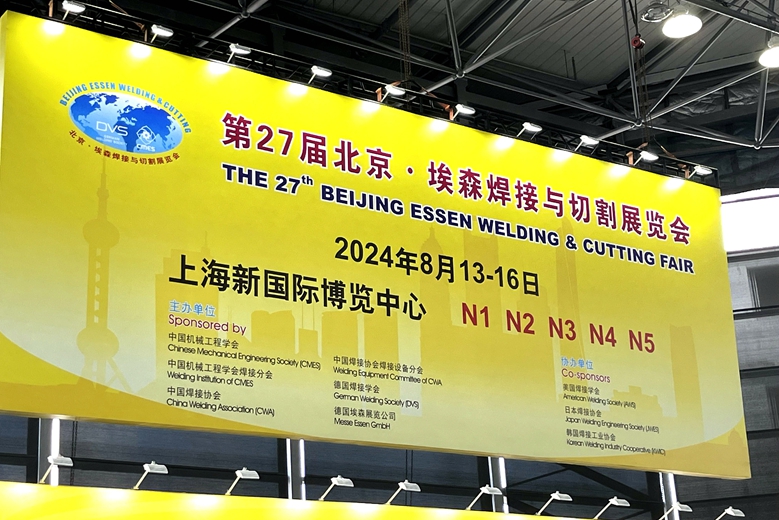 BEIJING ESSEN WELDING & CUTTING
DVS
CMES
北京·埃森焊接与切割展览会
第27届北京·埃森焊接与切割展览会
THE 27th BEIJING ESSEN WELDING & CUTTING FAIR
2024年8月13-16日
上海新国际博览中心
N1 N2 N3 N4 N5
主办单位
Sponsored by
中国机械工程学会
Chinese Mechanical Engineering Society (CMES)
中国机械工程学会焊接分会
Welding Institution of CMES
中国焊接协会
China Welding Association (CWA)
中国焊接协会焊接设备分会
Welding Equipment Committee of CWA
德国焊接学会
German Welding Society (DVS)
德国埃森展览公司
Messe Essen GmbH
协办单位
Co-sponsors
美国焊接学会
American Welding Society (AWS)
日本焊接协会
Japan Welding Engineering Society (JWES)
韩国焊接工业协会
Korean Welding Industry Cooperative (KWIC)